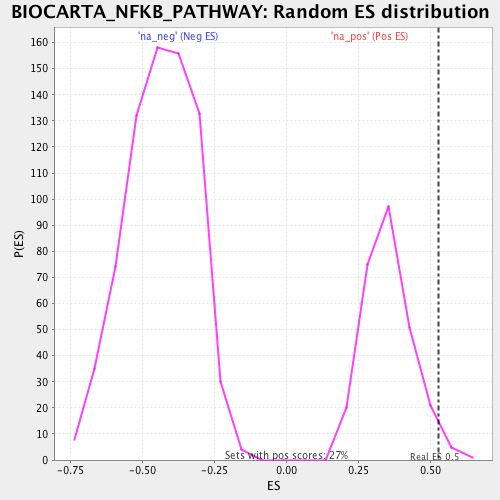 BIOCARTA_NFKB_PATHWAY: Random ES distribution
'na_neg' (Neg ES) 'na_pos' (Pos ES)
160
150
140
130
120
110
100
90
80
70
60
50
40
30
20
10
0
P(ES)
Sets with pos scores: 27% Real ES 0.5
-0.75 -0.50 -0.25 0.00 0.25 0.50
ES